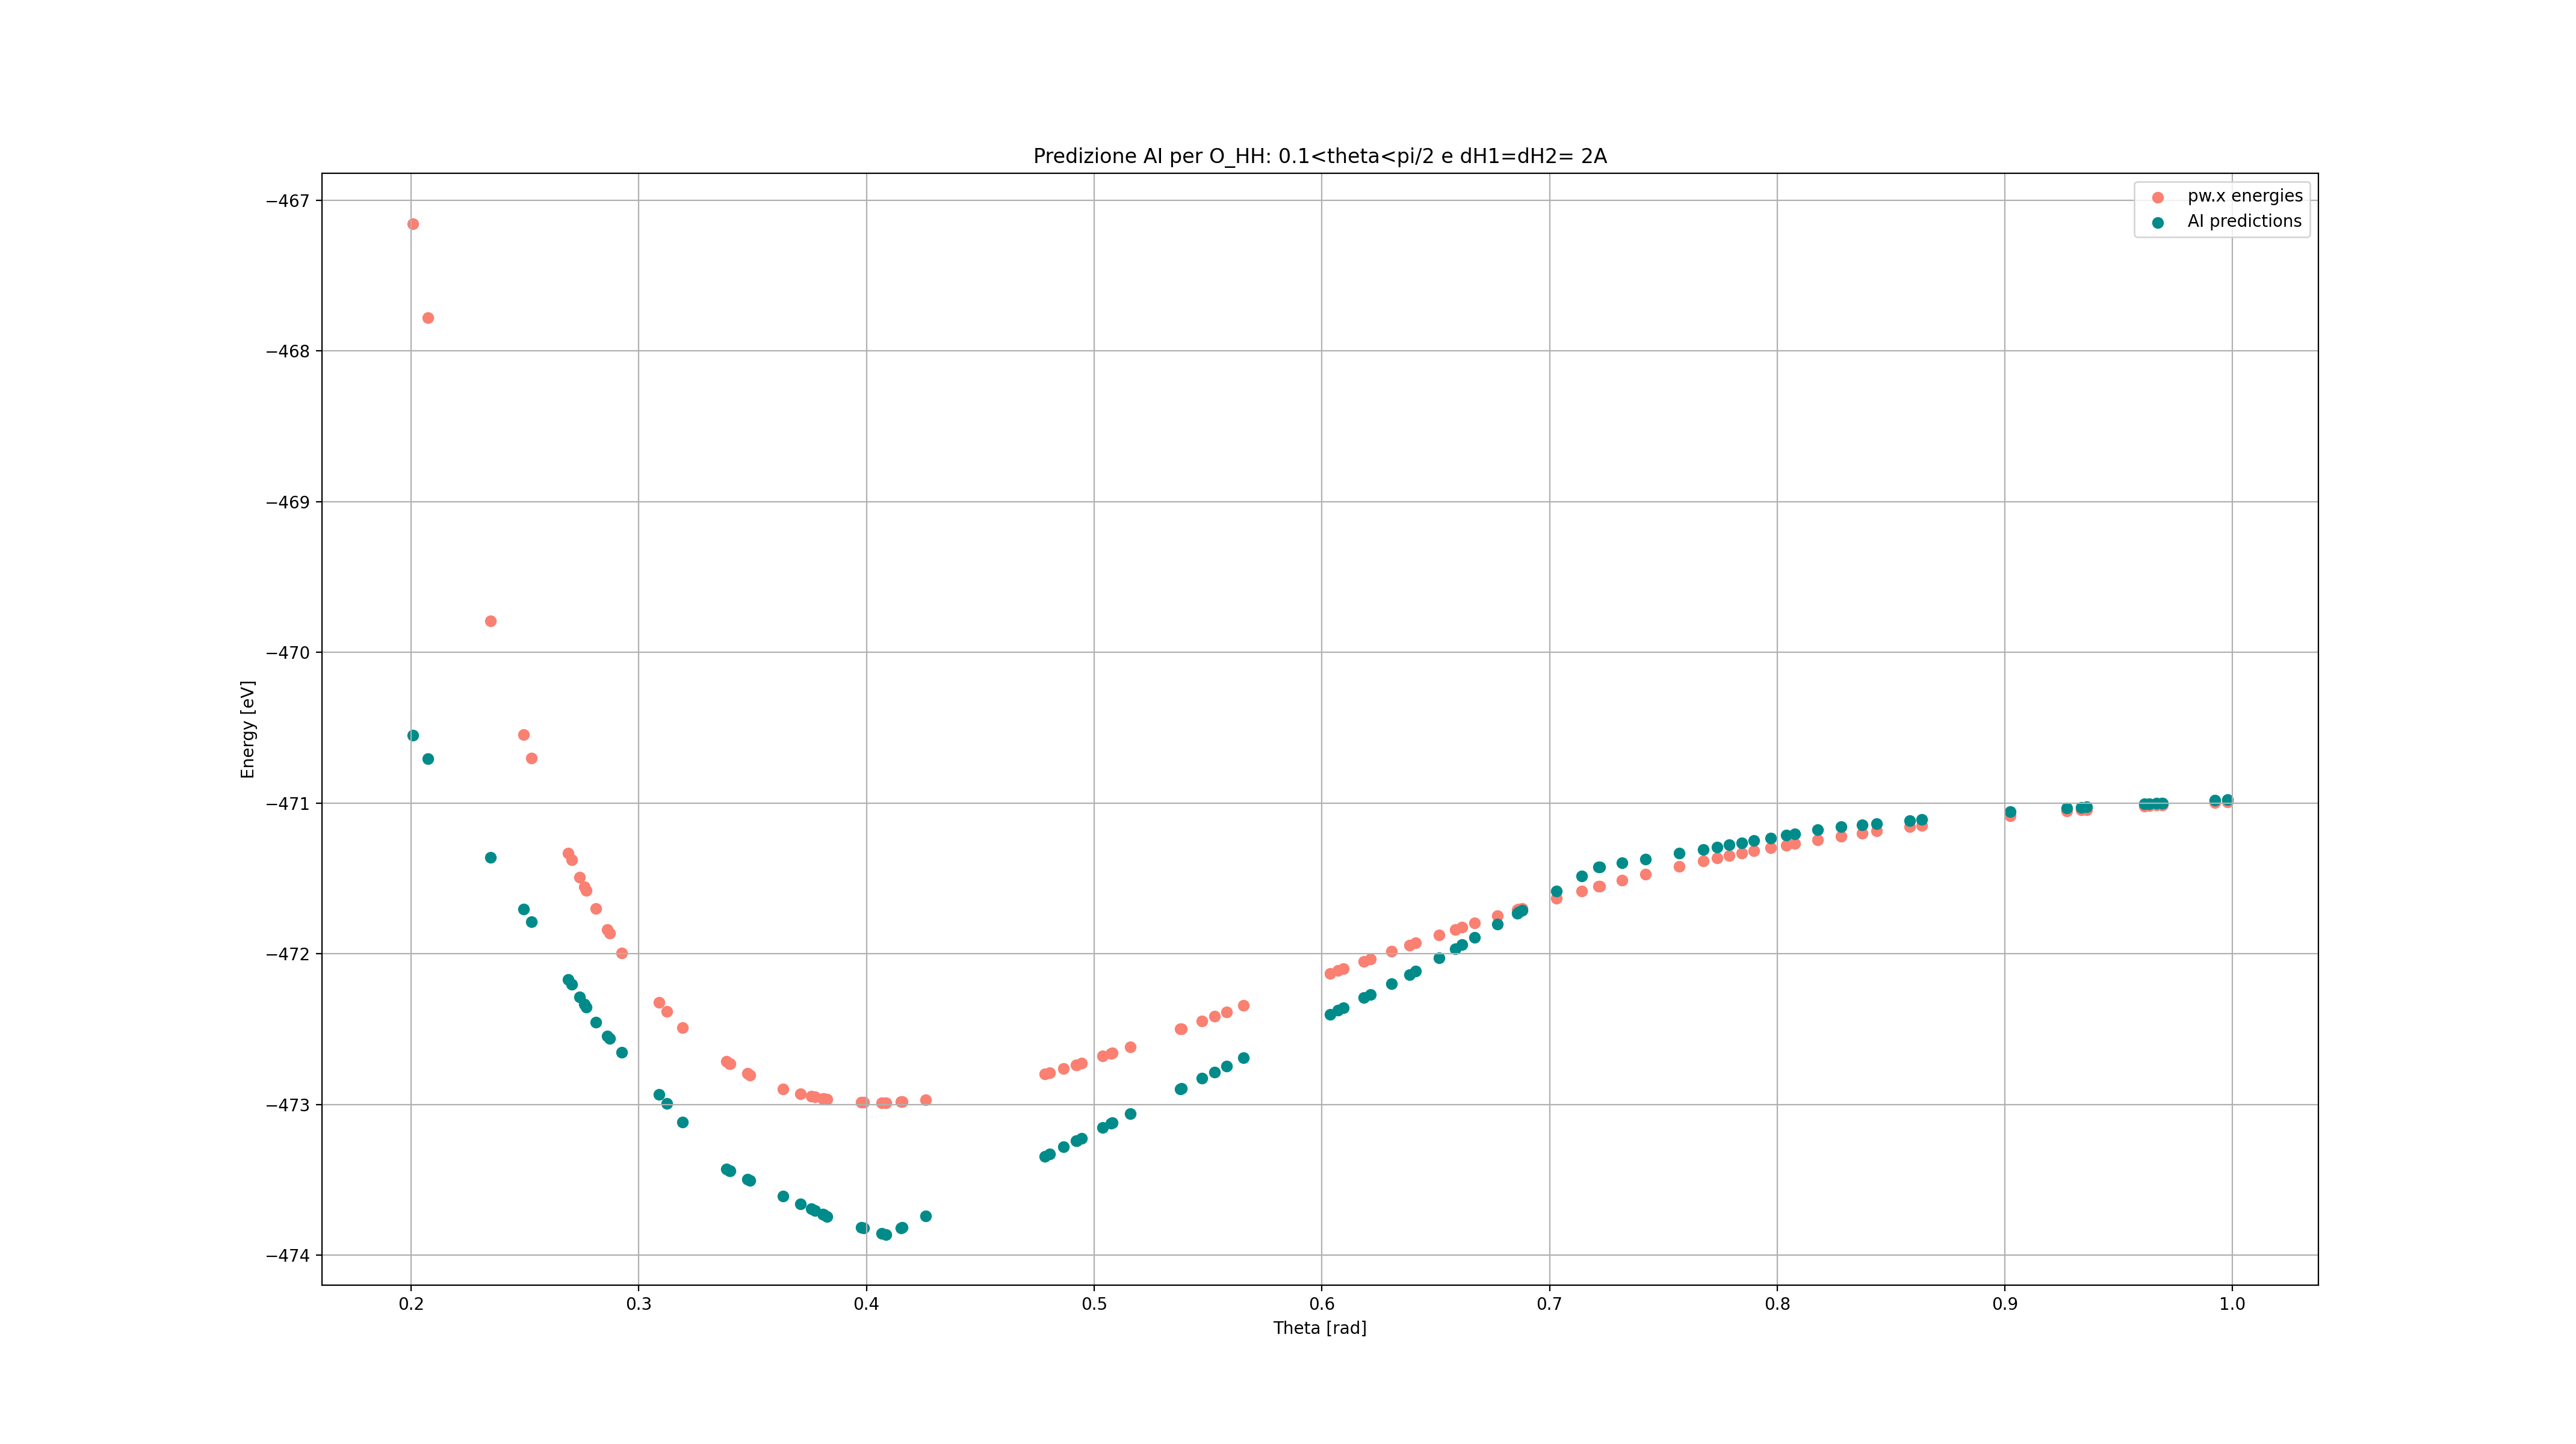 Predizione AI per O_HH: 0.1<theta<pi/2 e dH1=dH2= 2A
pw.x energies
AI predictions
−467
−468
−469
−470
−471
−472
−473
−474
Energy [eV]
0.2 0.3 0.4 0.5 0.6 0.7 0.8 0.9 1.0
Theta [rad]